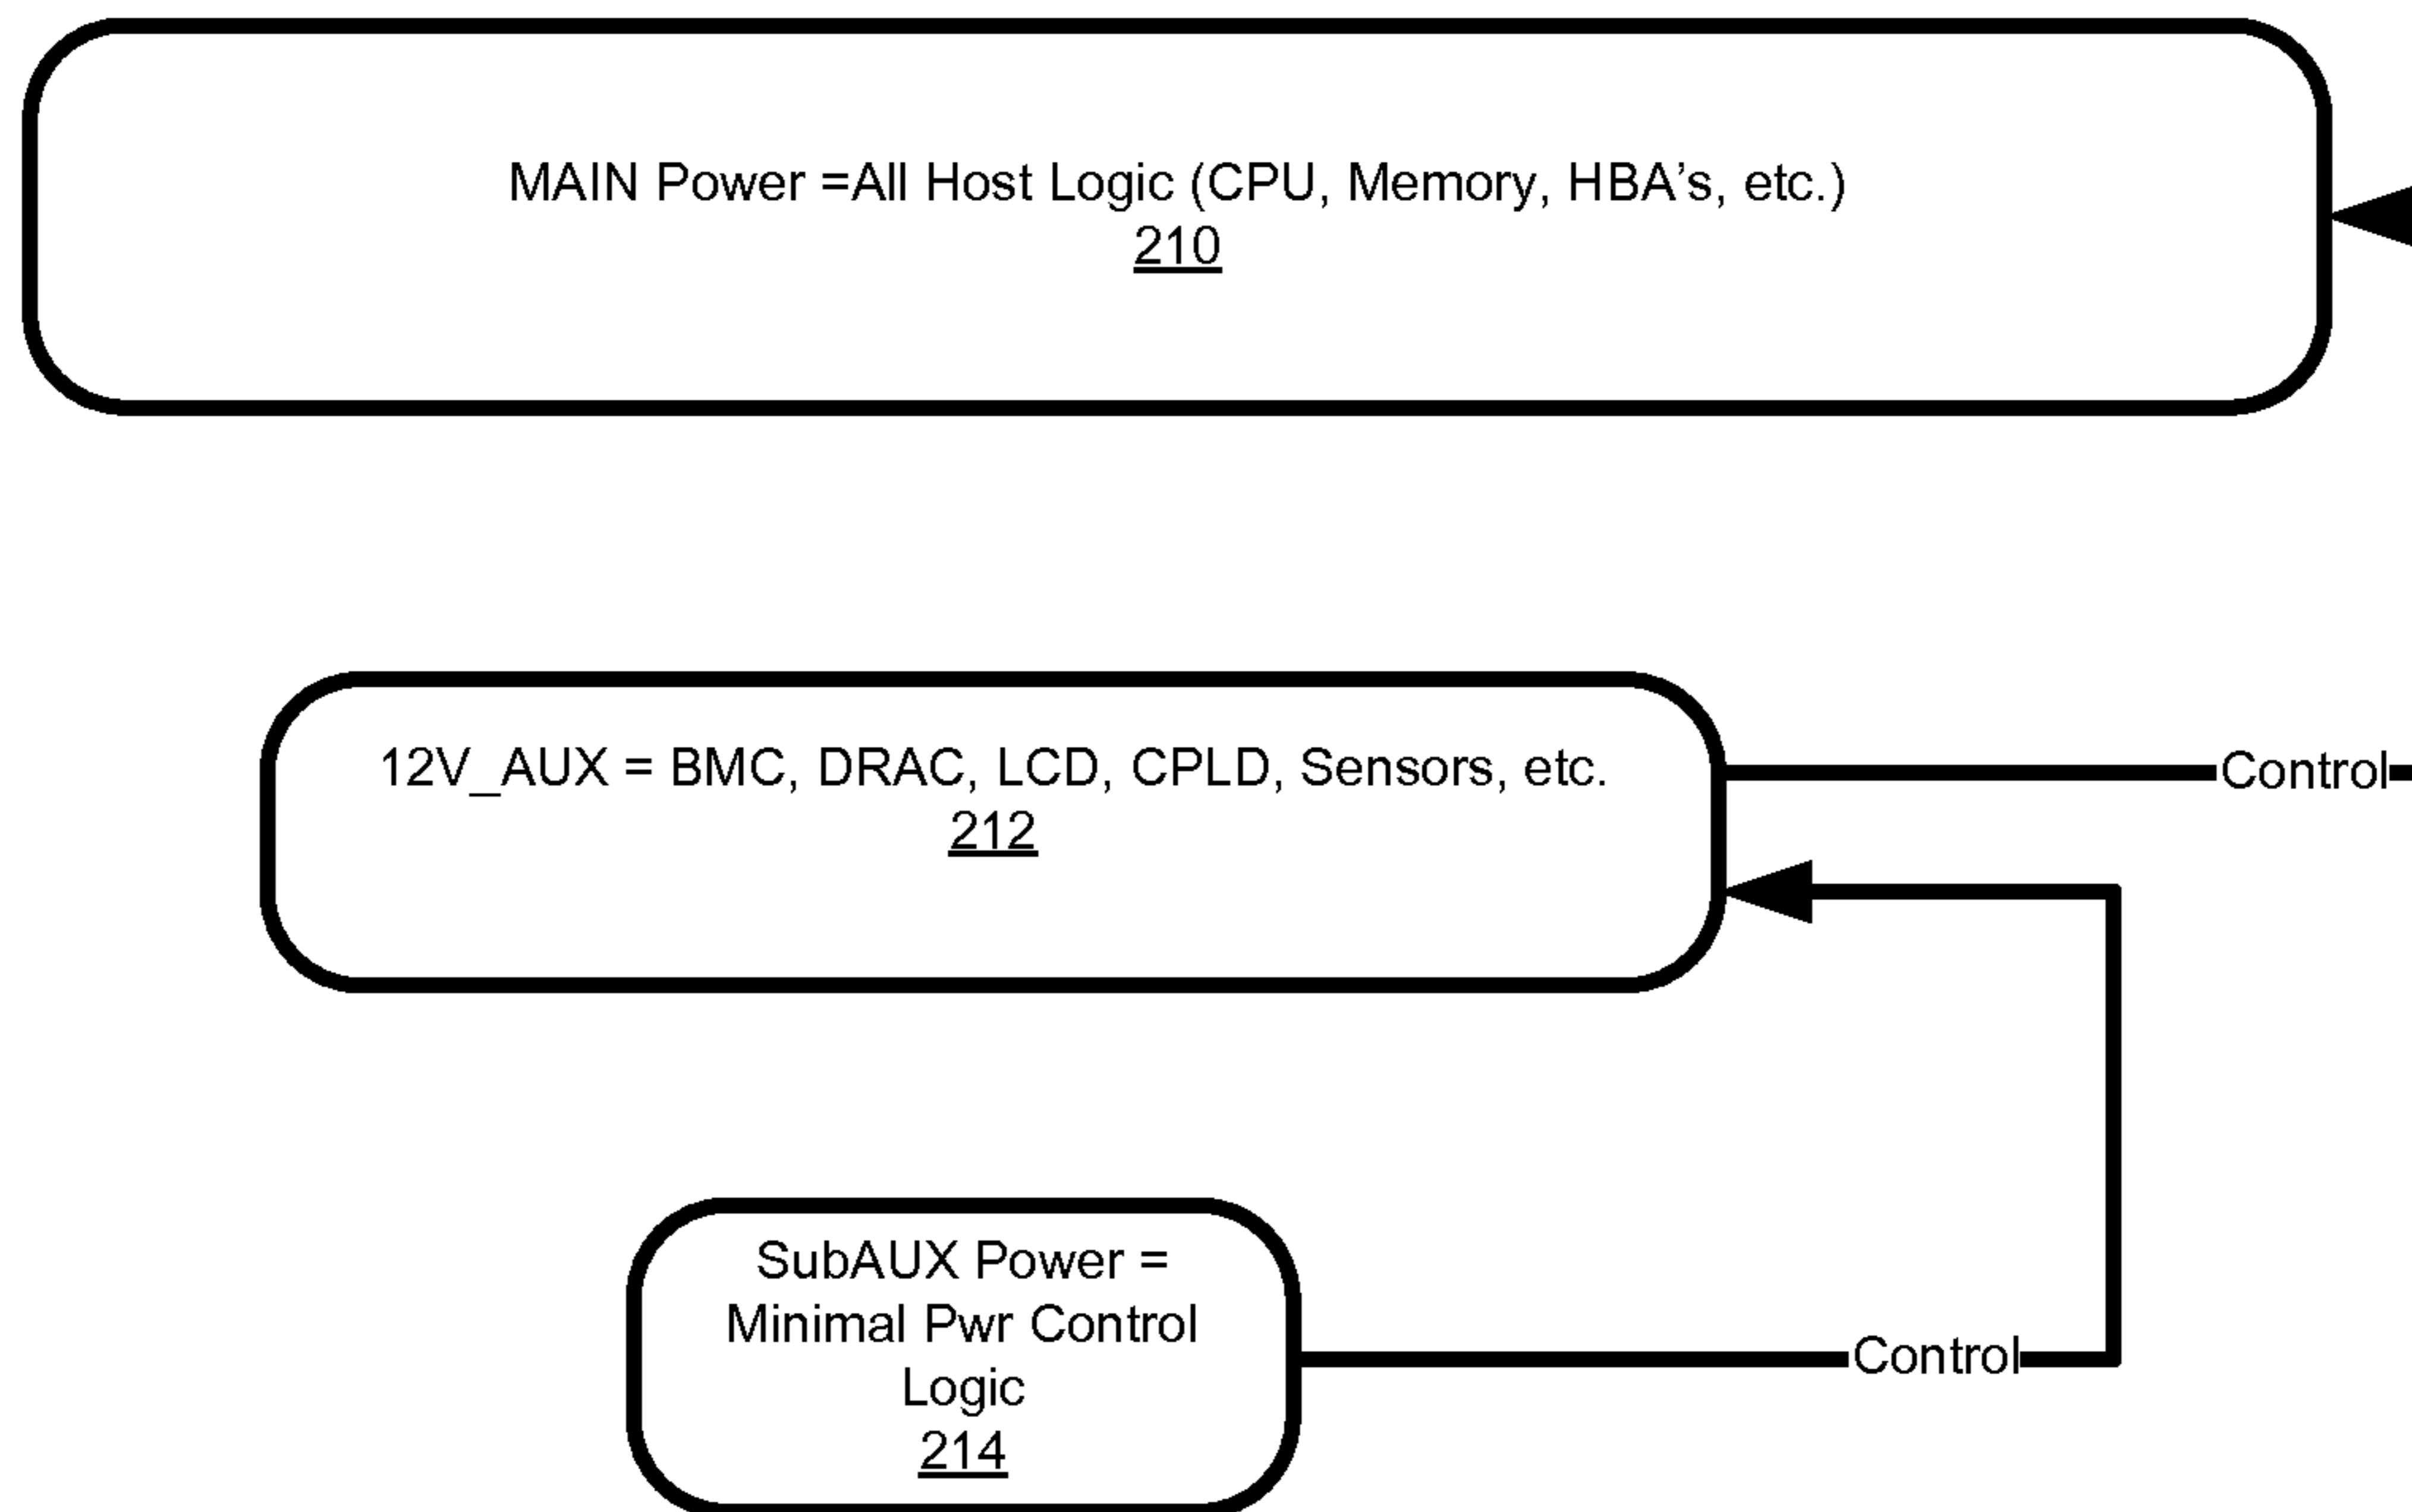 MAIN Power =All Host Logic (CPU, Memory, HBA’s, etc.)
210
12V_AUX = BMC, DRAC, LCD, CPLD, Sensors, etc.
212
Control
SubAUX Power =
Minimal Pwr Control
Logic
214
Control